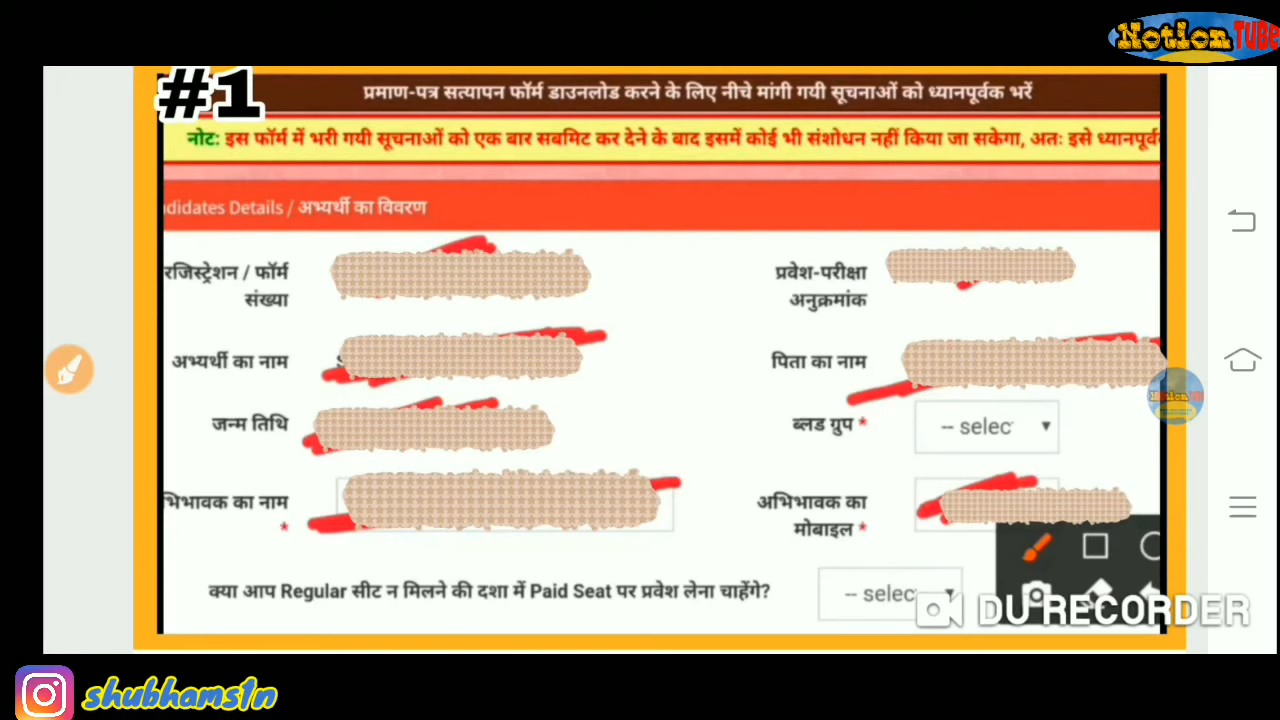 NotIonTUBE
#1
प्रमाण-पत्र सत्यापन फॉर्म डाउनलोड करने के लिए नीचे मांगी गयी सूचनाओं को ध्यानपूर्वक भरें
नोट: इस फॉर्म में भरी गयी सूचनाओं को एक बार सबमिट कर देने के बाद इसमें कोई भी संशोधन नहीं किया जा सकेगा, अतः इसे
didates Details / अभ्यर्थी का विवरण
रजिस्ट्रेशन / फॉर्म
संख्या
प्रवेश-परीक्षा
अनुक्रमांक
अभ्यर्थी का नाम
पिता का नाम
जन्म तिथि
ब्लड ग्रुप *
-- selec
भिभावक का नाम
*
अभिभावक का
मोबाइल *
क्या आप Regular सीट न मिलने की दशा में Paid Seat पर प्रवेश लेना चाहेंगे?
-- selec
DU RECORDER
shubhams1n